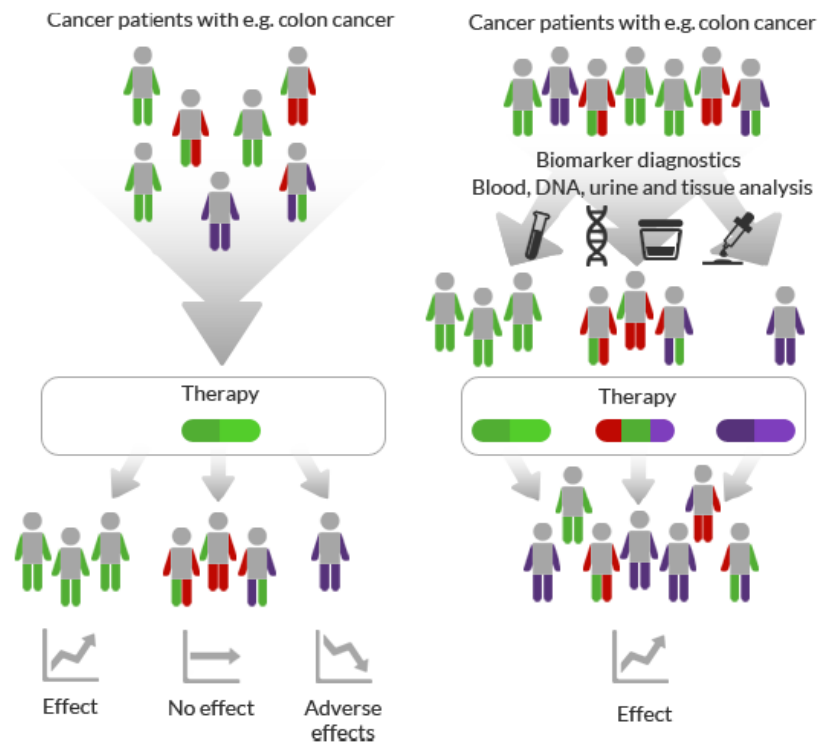 Cancer patients with e.g. colon cancer
Therapy
Effect
No effect
Adverse
effects
Cancer patients with e.g. colon cancer
Biomarker diagnostics
Blood, DNA, urine and tissue analysis
Therapy
Effect